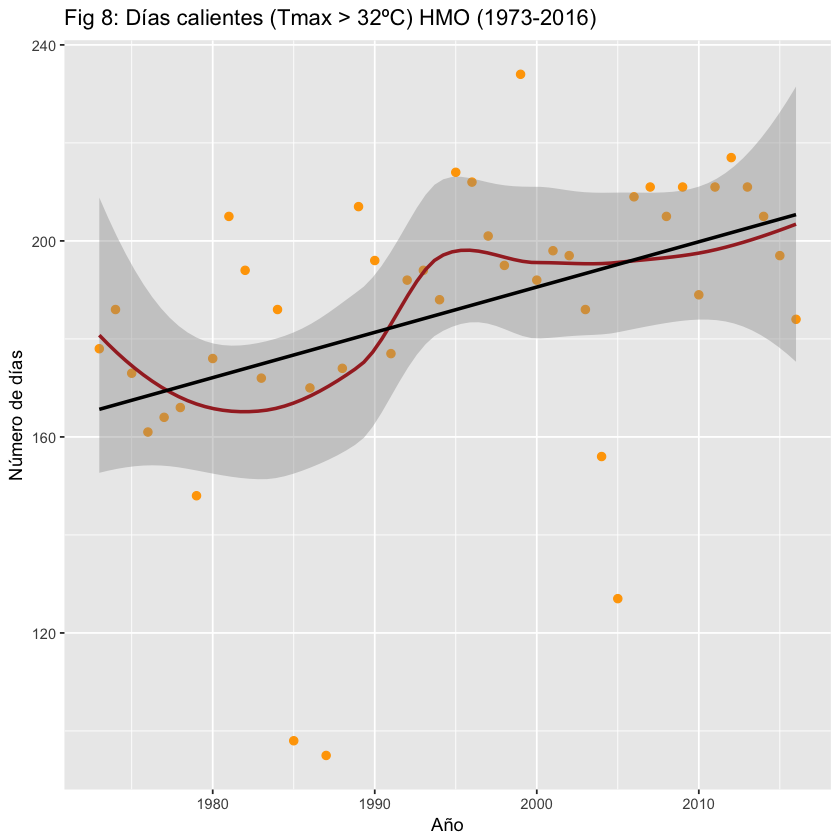 Fig 8: Días calientes (Tmax > 32ºC) HMO (1973-2016)
240
200
160
120
Número de días
1980 1990 2000 2010
Año